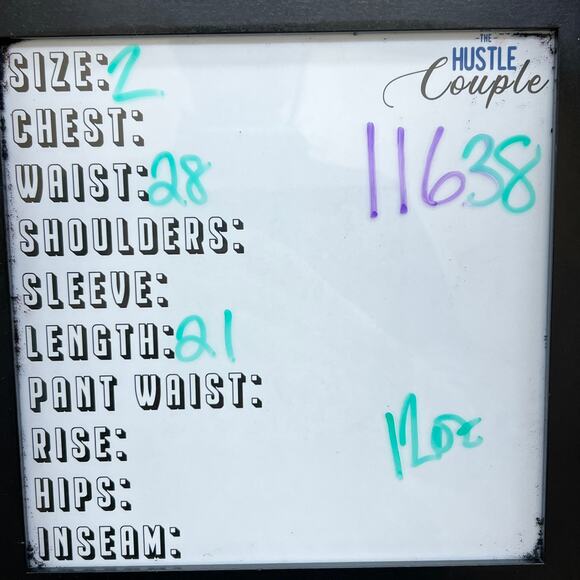 SIZE: 2
-THE-
HUSTLE
Couple
CHEST:
11638
WAIST: 28
SHOULDERS:
SLEEVE:
LENGTH: 21
PANT WAIST:
RISE:
12oz
HIPS:
INSEAM: